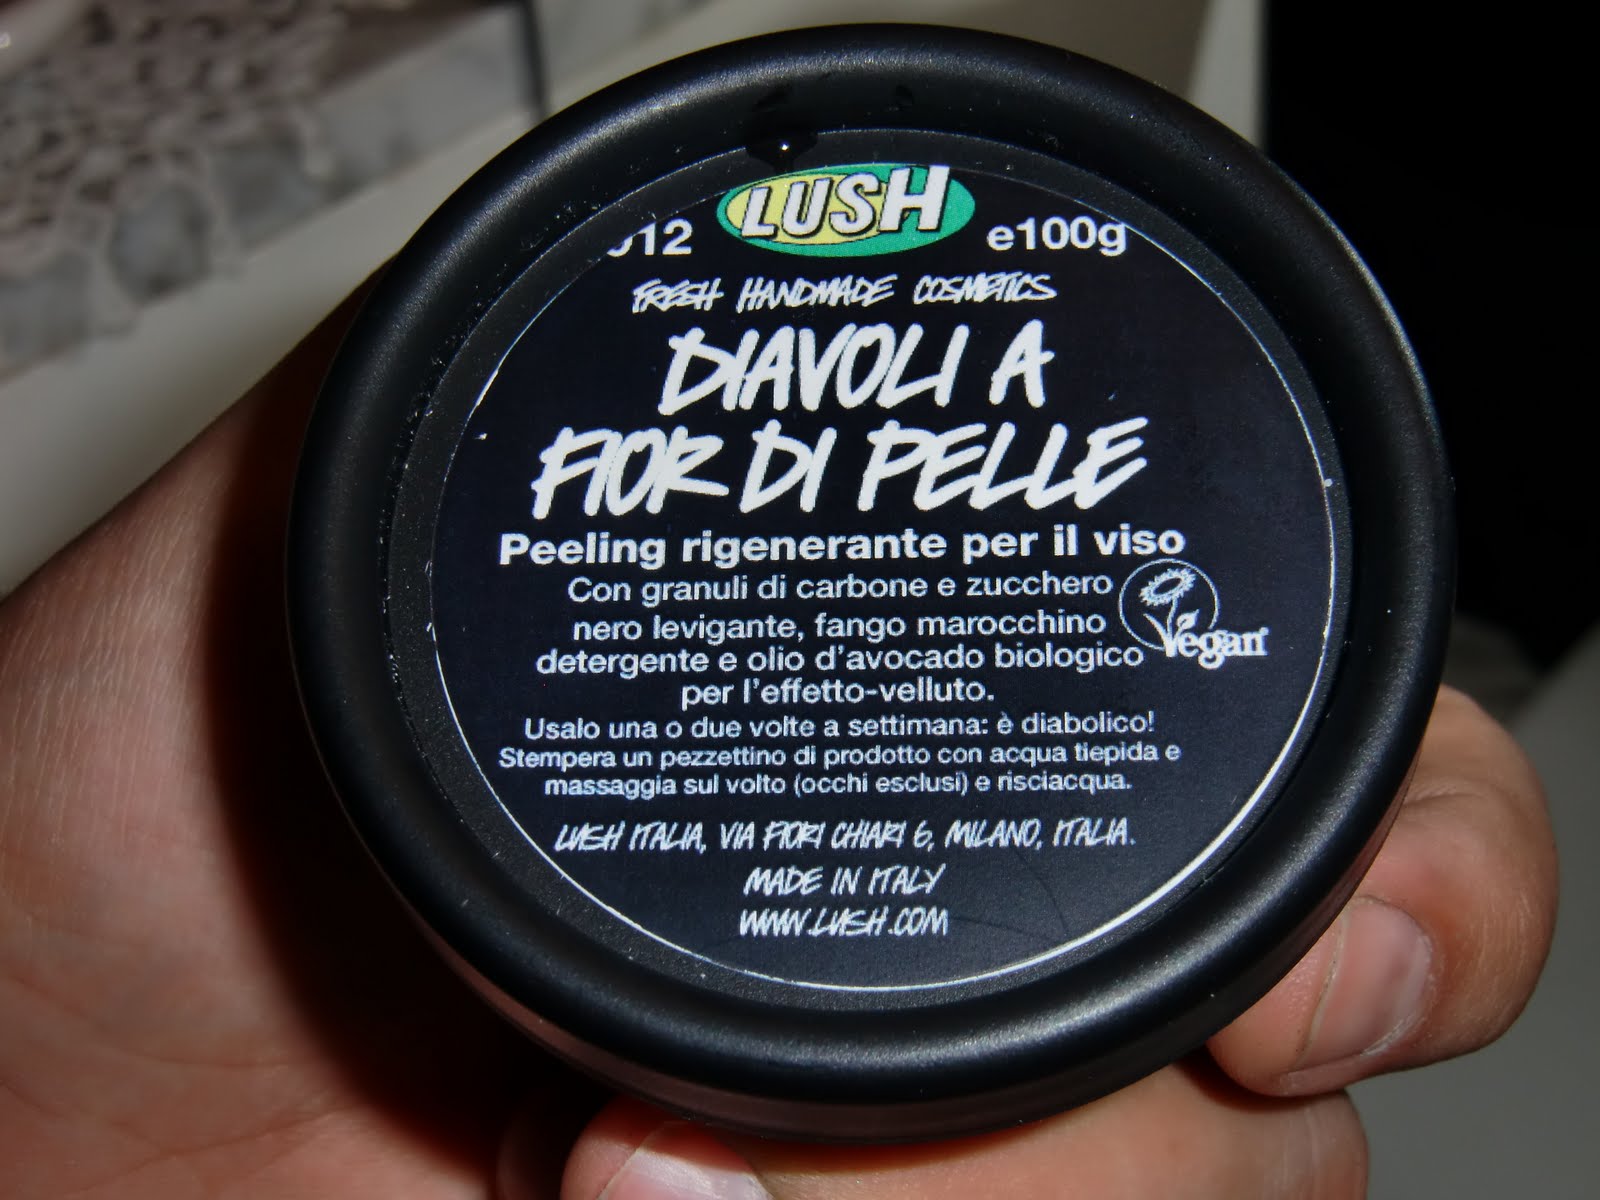 LUSH
012 e100g
FRESH HANDMADE COSMETICS
DIAVOLI A
FIOR DI PELLE
Peeling rigenerante per il viso
Con granuli di carbone e zucchero
nero levigante, fango marocchino
detergente e olio d'avocado biologico
per l'effetto-velluto.
Vegan
Usalo una o due volte a settimana: è diabolico!
Stempera un pezzettino di prodotto con acqua tiepida e
massaggia sul volto (occhi esclusi) e risciacqua.
LUSH ITALIA, VIA FIORI CHIARI 6, MILANO, ITALIA.
MADE IN ITALY
WWW.LUSH.COM